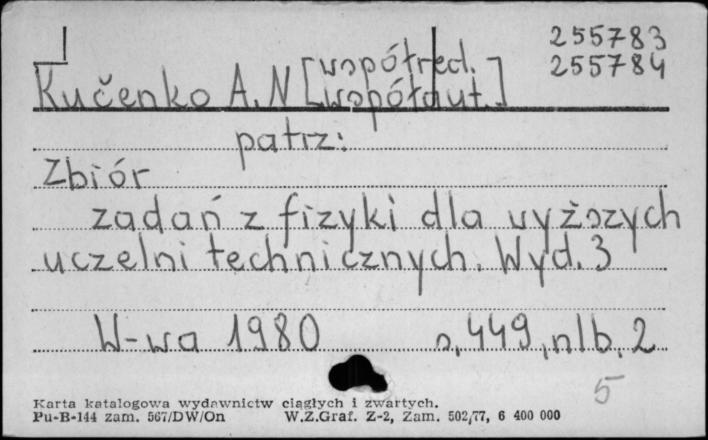 255783
255784
Kučenko A. N [współred. współaut.]
patrz:
Zbiór
zadań z fizyki dla wyższych
uczelni technicznych. Wyd. 3
W-wa 1980 s. 449, nlb. 2
5
Karta katalogowa wydawnictw ciągłych i zwartych.
Pu-B-144 zam. 567/DW/On W.Z.Graf. Z-2, Zam. 502/77, 6 400 000